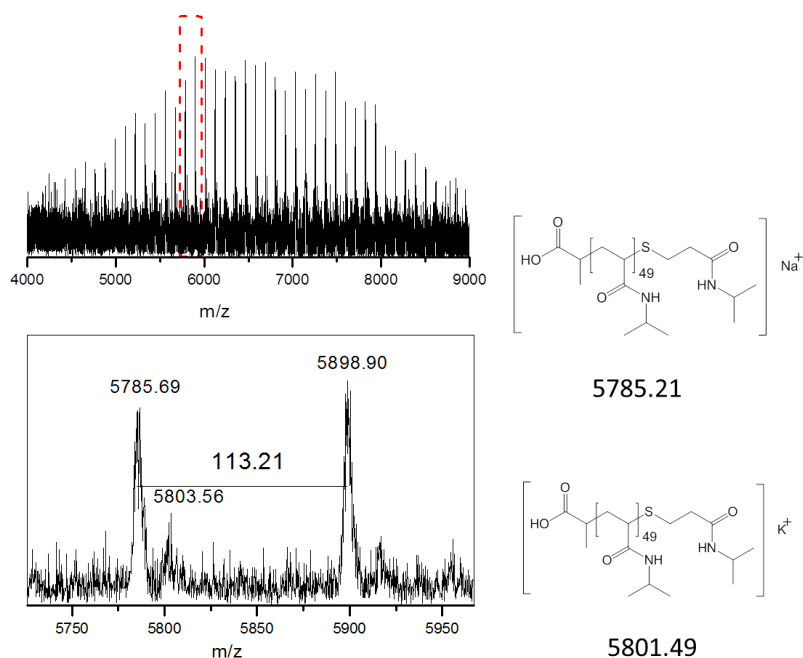 4000 5000 6000 7000 8000 9000
m/z
5785.69
5898.90
113.21
5803.56
5750 5800 5850 5900 5950
m/z
O
HO
S
O
49
HN
O
NH
Na+
5785.21
O
HO
S
O
49
HN
O
NH
K+
5801.49